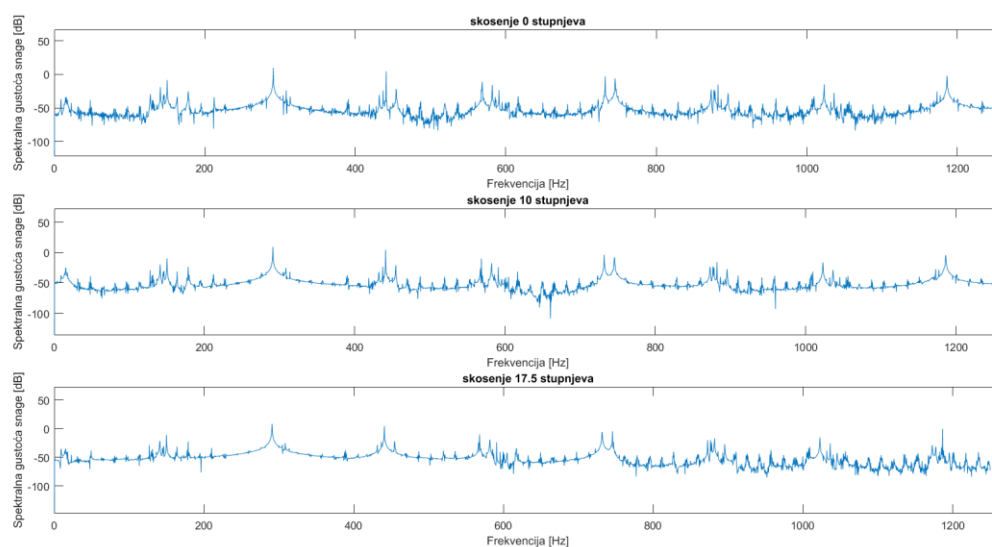 skosenje 0 stupnjeva
Spektralna gustoća snage [dB]
50
0
-50
-100
0 200 400 600 800 1000 1200
Frekvencija [Hz]
skosenje 10 stupnjeva
Spektralna gustoća snage [dB]
50
0
-50
-100
0 200 400 600 800 1000 1200
Frekvencija [Hz]
skosenje 17.5 stupnjeva
Spektralna gustoća snage [dB]
50
0
-50
-100
0 200 400 600 800 1000 1200
Frekvencija [Hz]